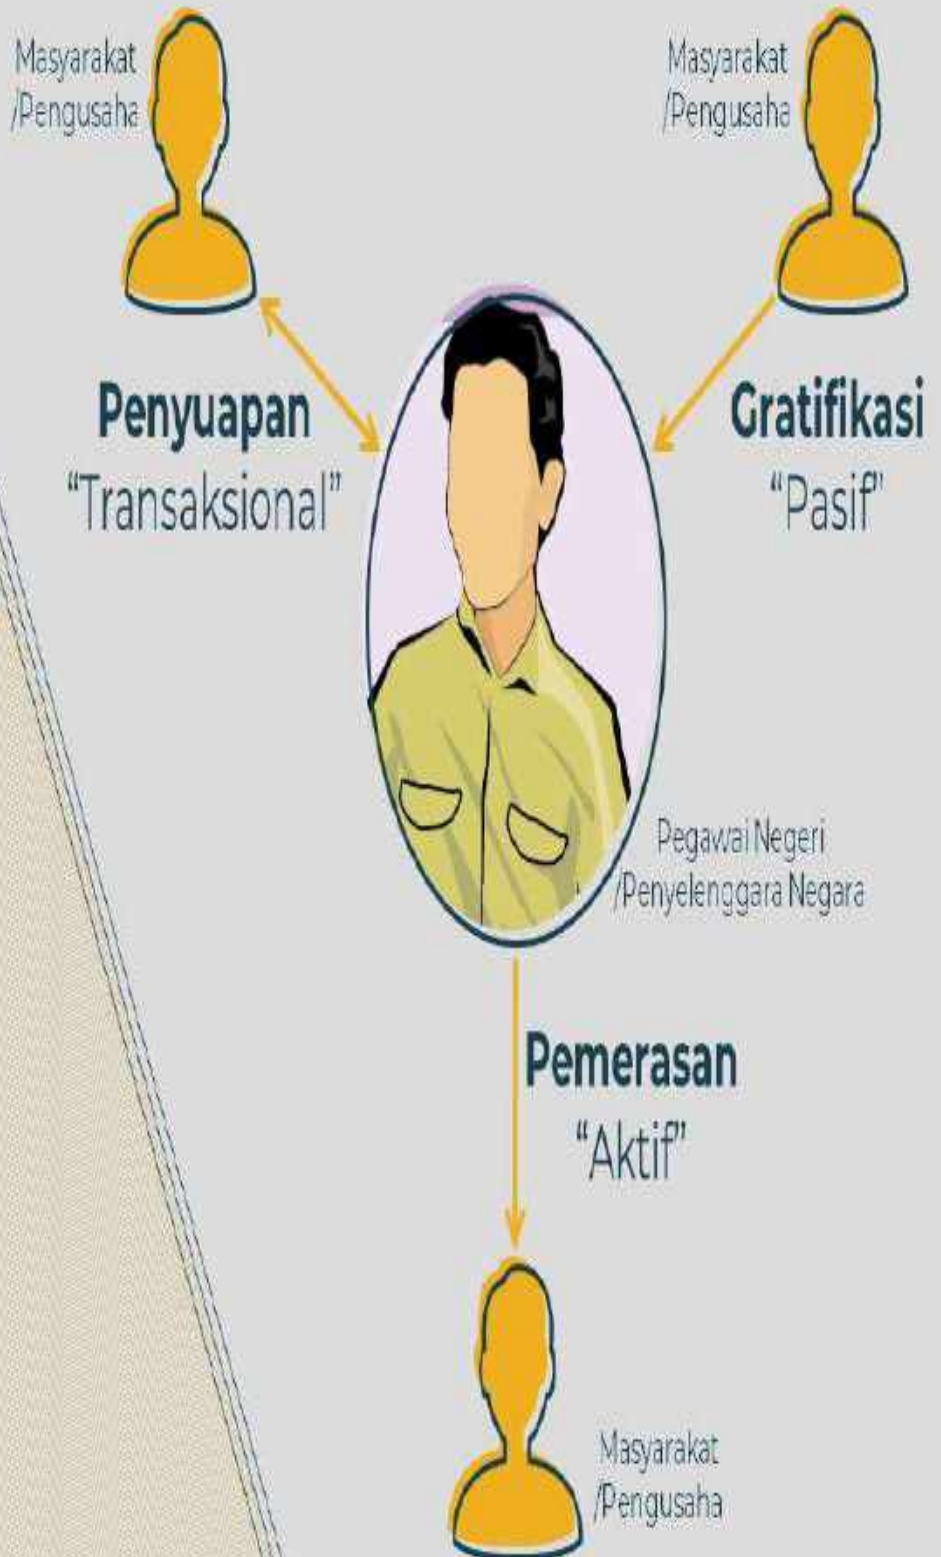 Masyarakat
/Pengusaha
Masyarakat
/Pengusaha
Penyuapan
“Transaksional”
Gratifikasi
“Pasif”
Pegawai Negeri
/Penyelenggara Negara
Pemerasan
“Aktif”
Masyarakat
/Pengusaha